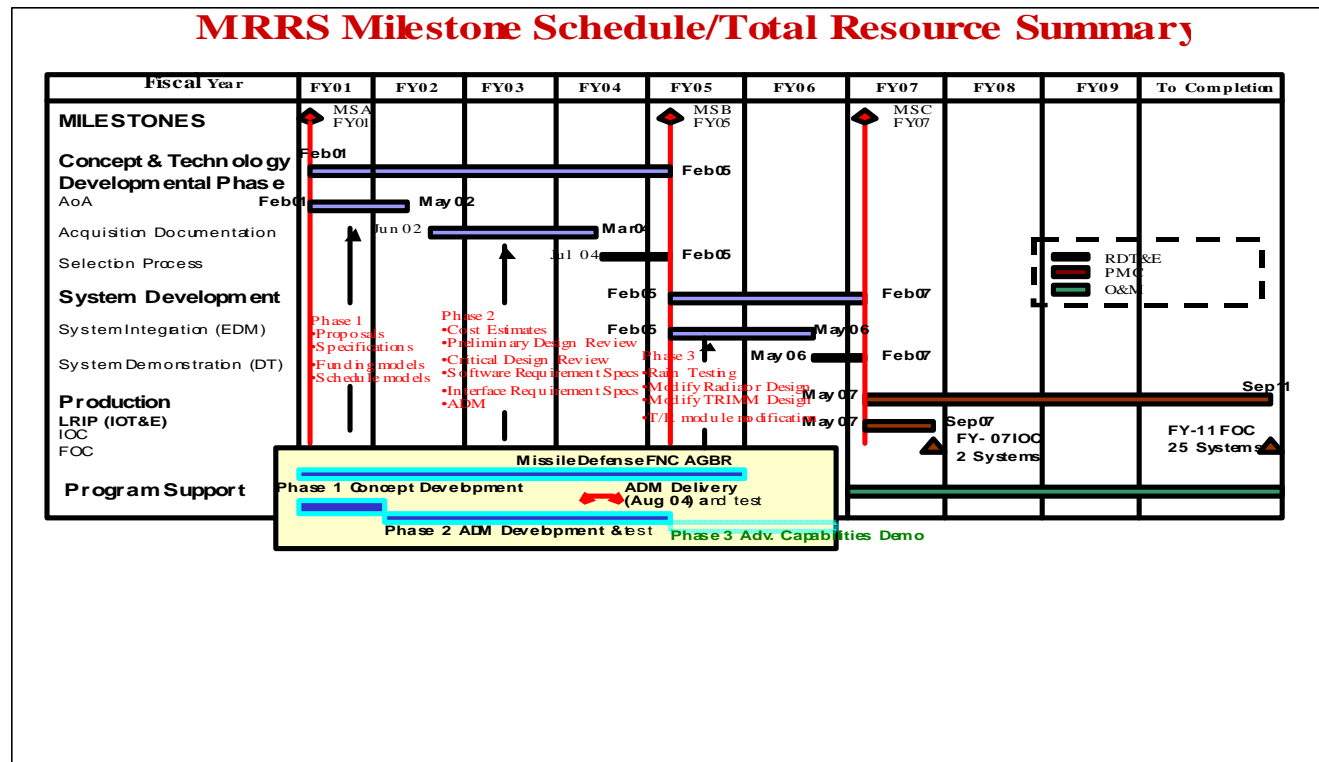 MRRS Milestone Schedule/Total Resource Summary
Fiscal Year FY01 FY02 FY03 FY04 FY05 FY06 FY07 FY08 FY09 To Completion
MILESTONES
MSA
FY01
MSB
FY05
MSC
FY07
Concept & Technology
Developmental Phase
Feb01
Feb05
AoA
Feb01
May 02
Acquisition Documentation
Jun 02
Mar04
Selection Process
Jul 04
Feb05
RDT&E
PMC
O&M
System Development
Feb05
Feb07
System Integration (EDM)
Feb05
May06
System Demonstration (DT)
May06
Feb07
Phase 1
•Proposals
•Specifications
•Funding models
•Schedule models
Phase 2
•Cost Estimates
•Preliminary Design Review
•Critical Design Review
•Software Requirement Specs
•Interface Requirement Specs
•ADM
Phase 3
•Rain Testing
•Modify Radiator Design
•Modify TRIMM Design
•T/R module modification
Production
May07
Sep11
LRIP (IOT&E)
May07
Sep07
IOC
FOC
FY-07IOC
2 Systems
FY-11 FOC
25 Systems
Missile Defense FNC AGBR
Program Support
Phase 1 Concept Development
ADM Delivery
(Aug 04) and test
Phase 2 ADM Development & test
Phase 3 Adv. Capabilities Demo